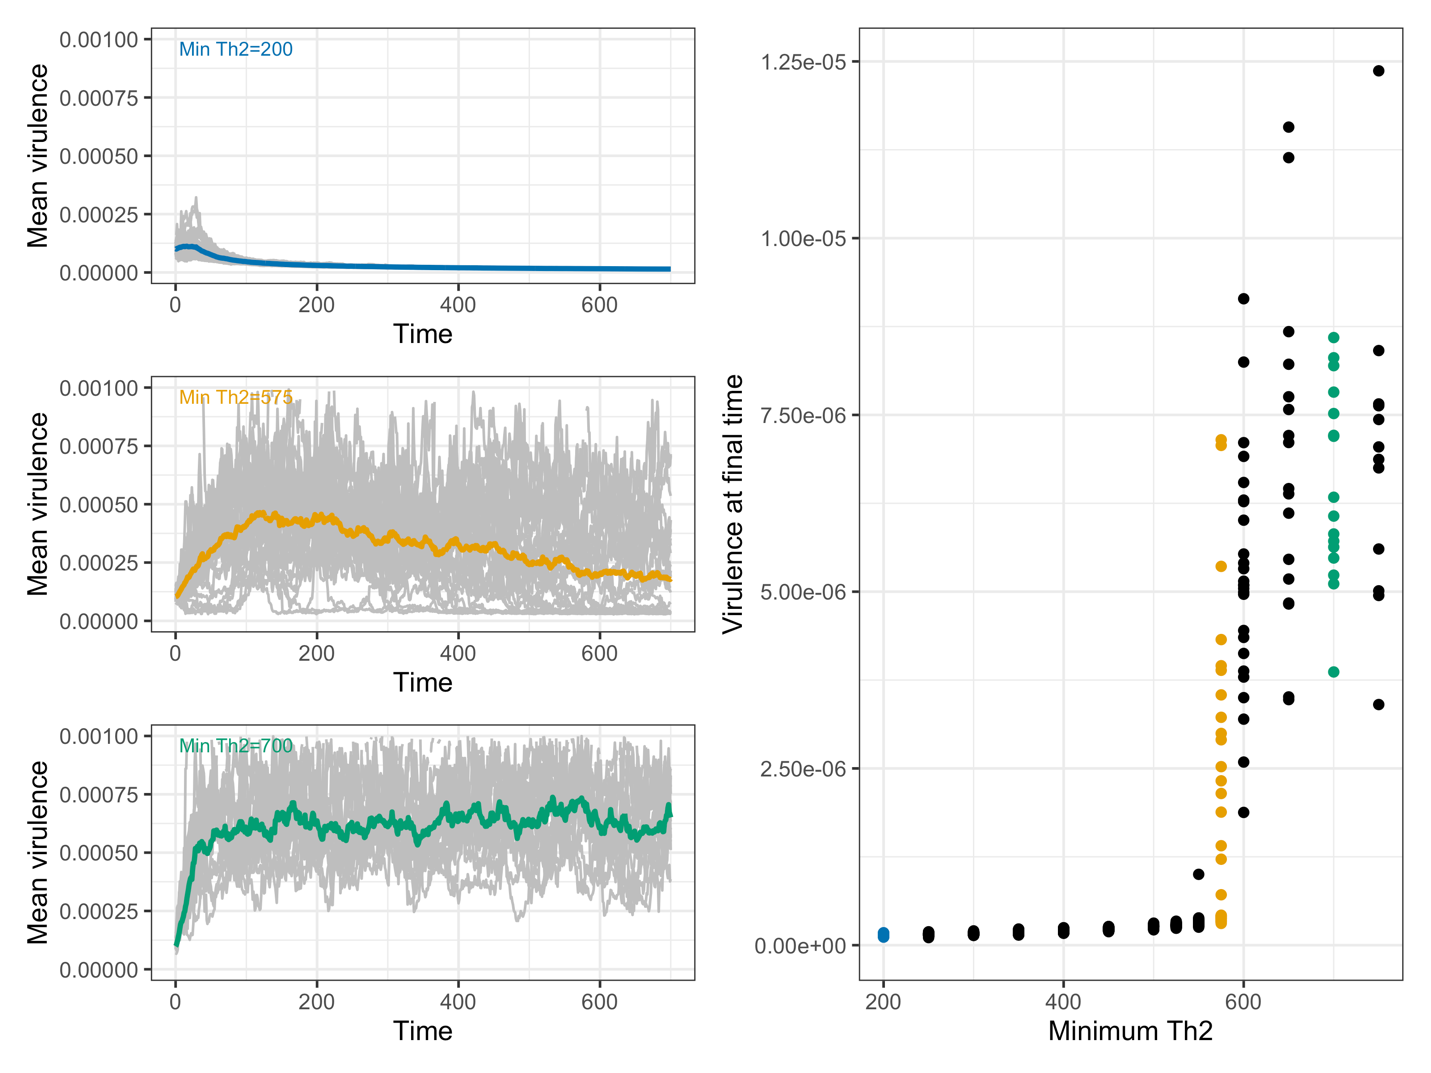 Mean virulence
0.00100
0.00075
0.00050
0.00025
0.00000
Min Th2=200
0 200 400 600
Time
Mean virulence
0.00100
0.00075
0.00050
0.00025
0.00000
Min Th2=575
0 200 400 600
Time
Mean virulence
0.00100
0.00075
0.00050
0.00025
0.00000
Min Th2=700
0 200 400 600
Time
Virulence at final time
1.25e-05
1.00e-05
7.50e-06
5.00e-06
2.50e-06
0.00e+00
200 400 600
Minimum Th2